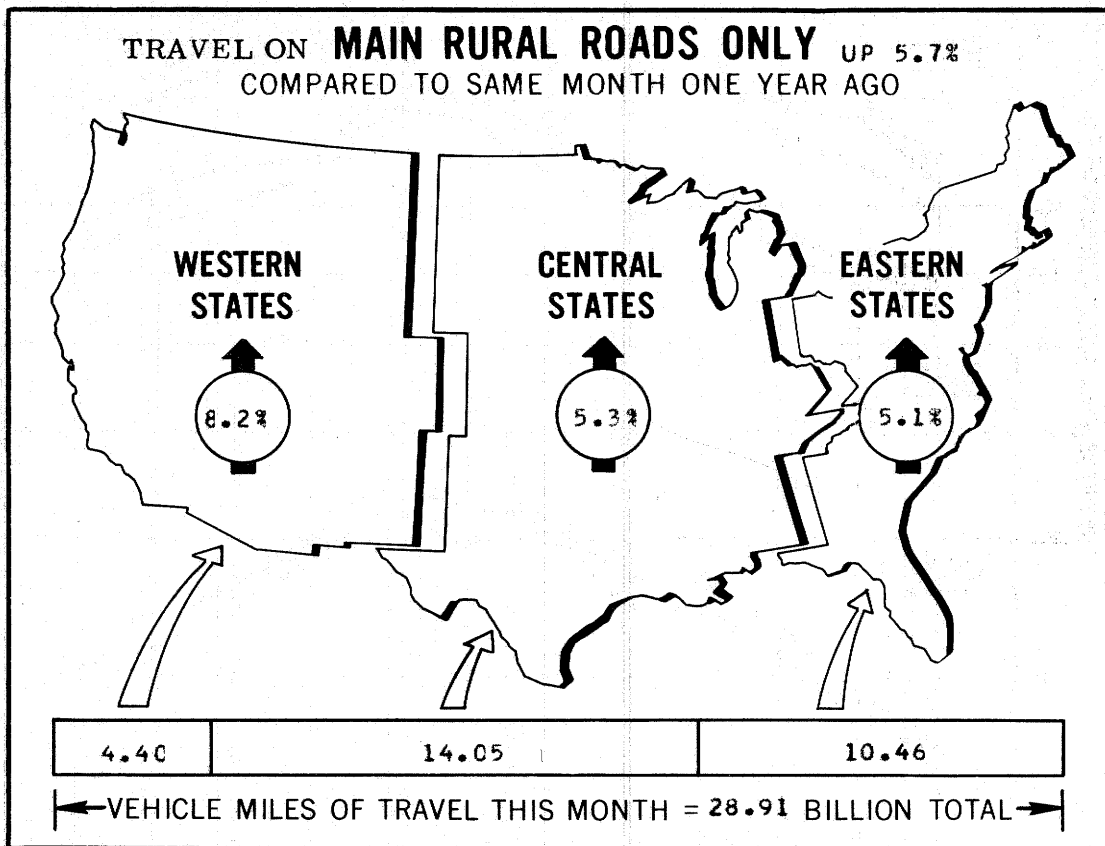 TRAVEL ON MAIN RURAL ROADS ONLY UP 5.7%
COMPARED TO SAME MONTH ONE YEAR AGO
WESTERN
STATES
8.2%
CENTRAL
STATES
5.3%
EASTERN
STATES
5.1%
4.40 14.05 10.46
VEHICLE MILES OF TRAVEL THIS MONTH = 28.91 BILLION TOTAL